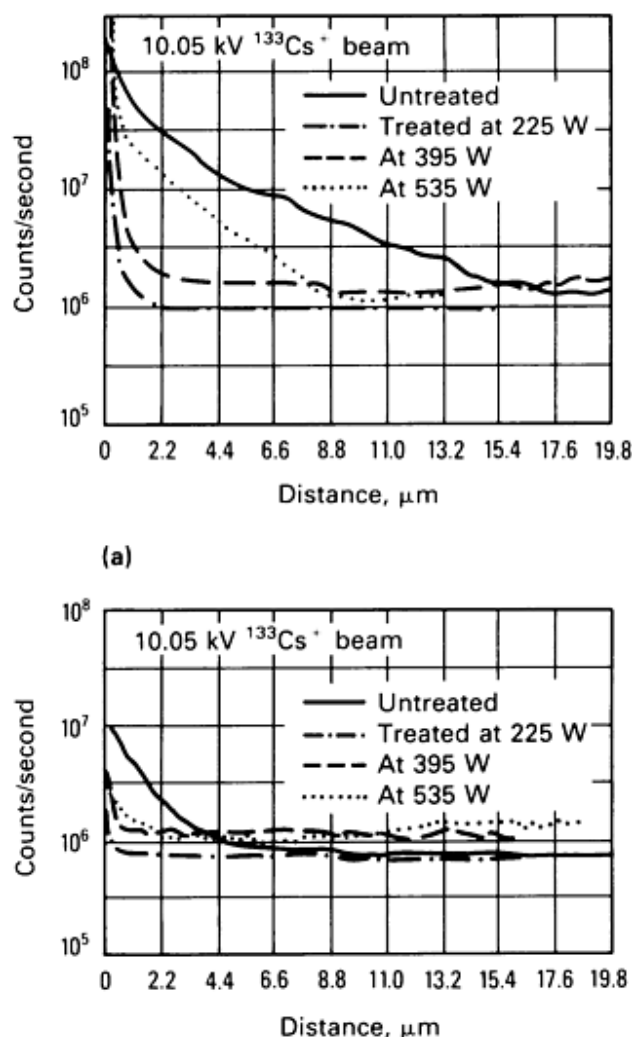 10.05 kV ¹³³Cs⁺ beam
Untreated
Treated at 225 W
At 395 W
At 535 W
Counts/second
10⁸
10⁷
10⁶
10⁵
0 2.2 4.4 6.6 8.8 11.0 13.2 15.4 17.6 19.8
Distance, μm
(a)
10.05 kV ¹³³Cs⁺ beam
Untreated
Treated at 225 W
At 395 W
At 535 W
Counts/second
10⁸
10⁷
10⁶
10⁵
0 2.2 4.4 6.6 8.8 11.0 13.2 15.4 17.6 19.8
Distance, μm